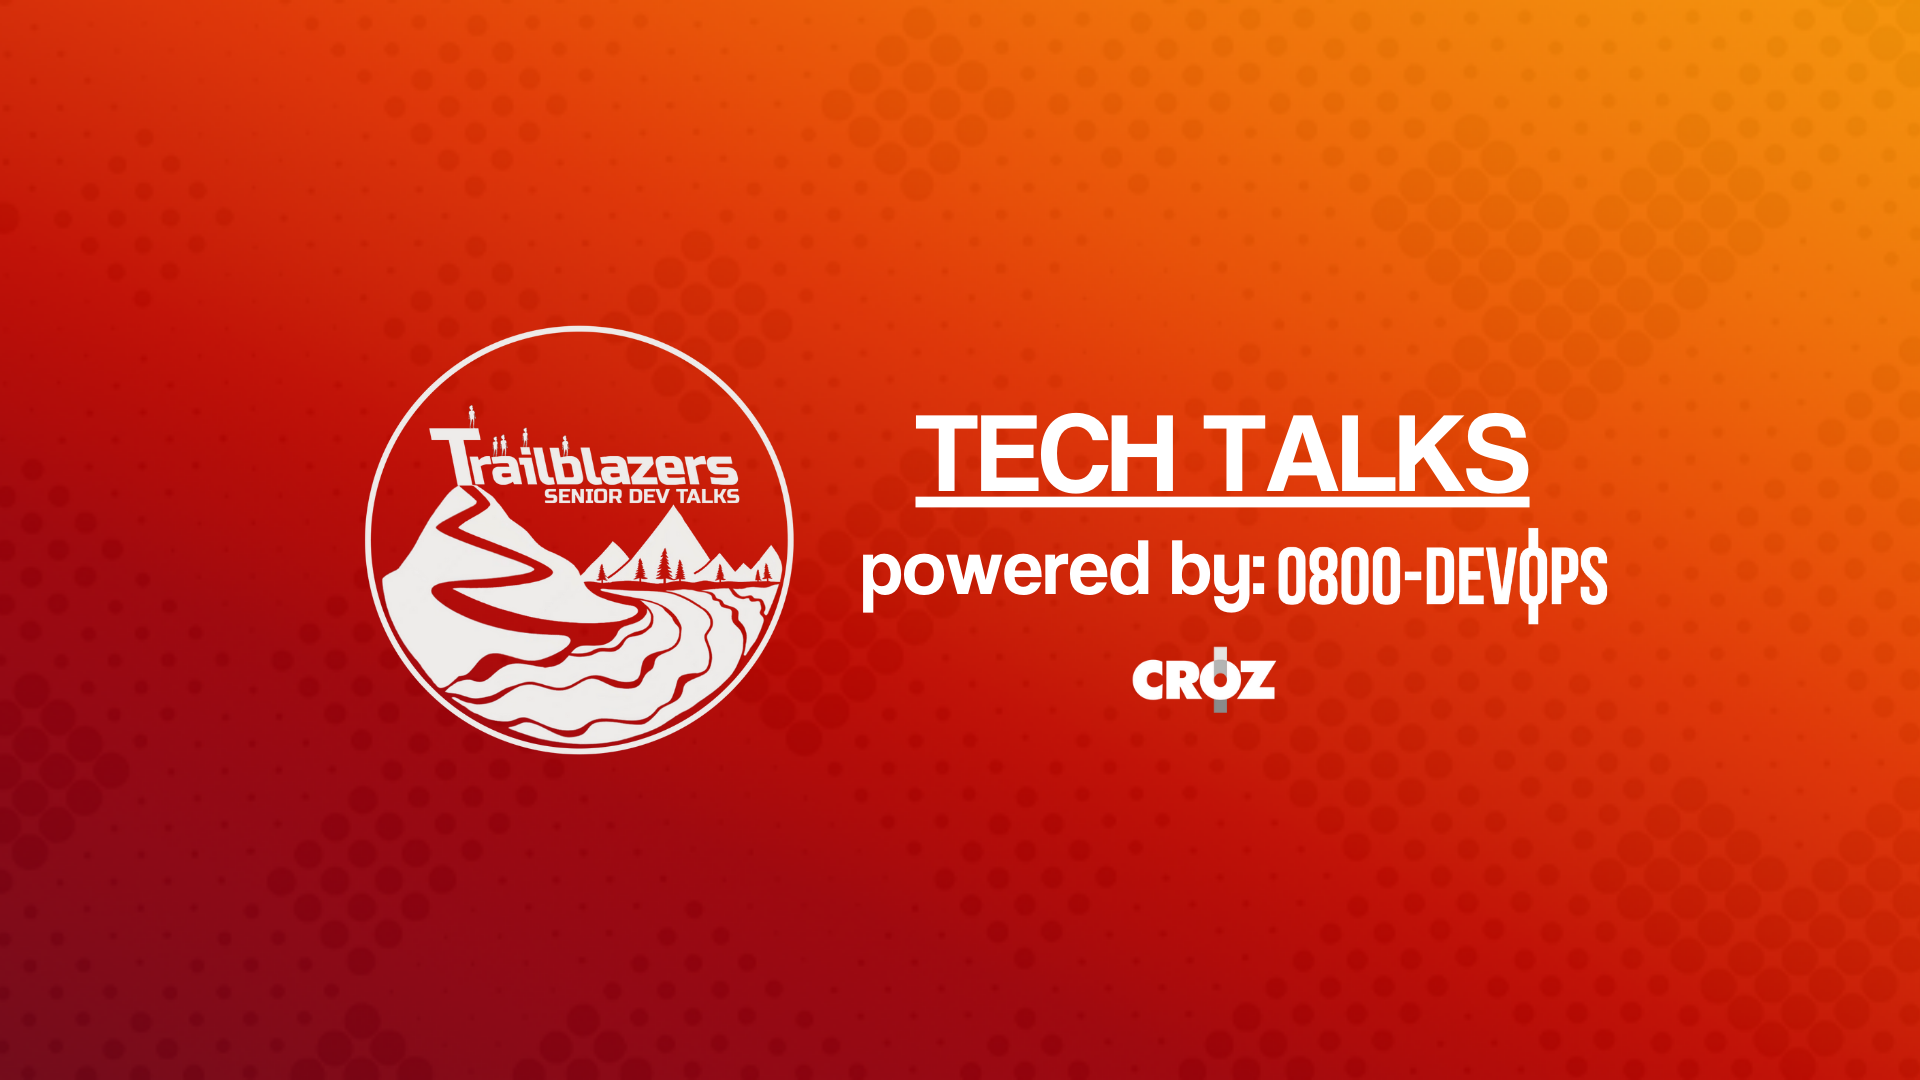 Trailblazers
SENIOR DEV TALKS
TECH TALKS
powered by: 0800-DEVOPS
CROZ